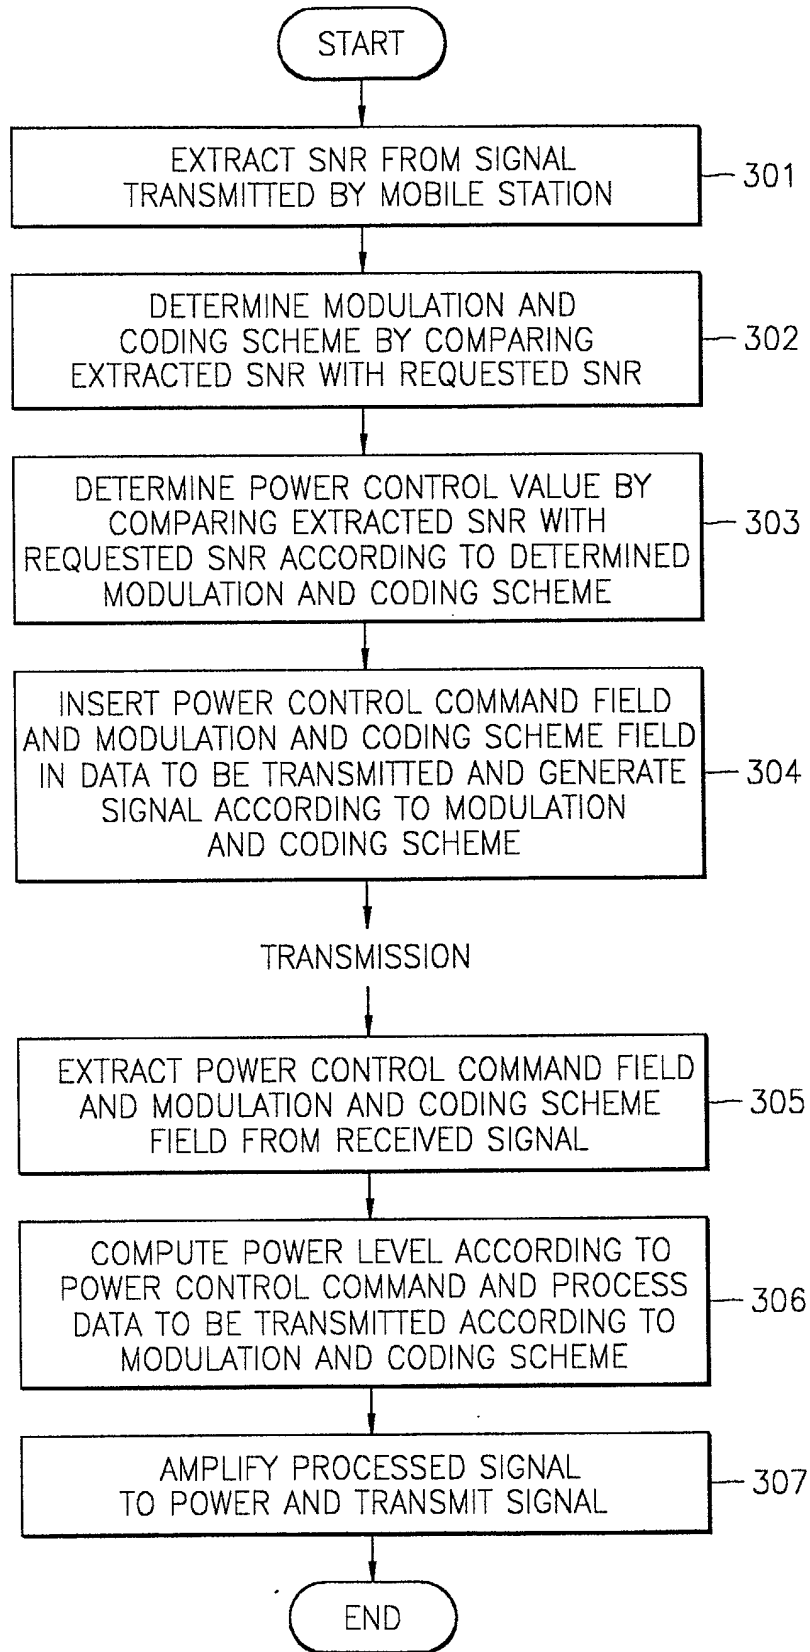 START
EXTRACT SNR FROM SIGNAL
TRANSMITTED BY MOBILE STATION
301
DETERMINE MODULATION AND
CODING SCHEME BY COMPARING
EXTRACTED SNR WITH REQUESTED SNR
302
DETERMINE POWER CONTROL VALUE BY
COMPARING EXTRACTED SNR WITH
REQUESTED SNR ACCORDING TO DETERMINED
MODULATION AND CODING SCHEME
303
INSERT POWER CONTROL COMMAND FIELD
AND MODULATION AND CODING SCHEME FIELD
IN DATA TO BE TRANSMITTED AND GENERATE
SIGNAL ACCORDING TO MODULATION
AND CODING SCHEME
304
TRANSMISSION
EXTRACT POWER CONTROL COMMAND FIELD
AND MODULATION AND CODING SCHEME
FIELD FROM RECEIVED SIGNAL
305
COMPUTE POWER LEVEL ACCORDING TO
POWER CONTROL COMMAND AND PROCESS
DATA TO BE TRANSMITTED ACCORDING TO
MODULATION AND CODING SCHEME
306
AMPLIFY PROCESSED SIGNAL
TO POWER AND TRANSMIT SIGNAL
307
END